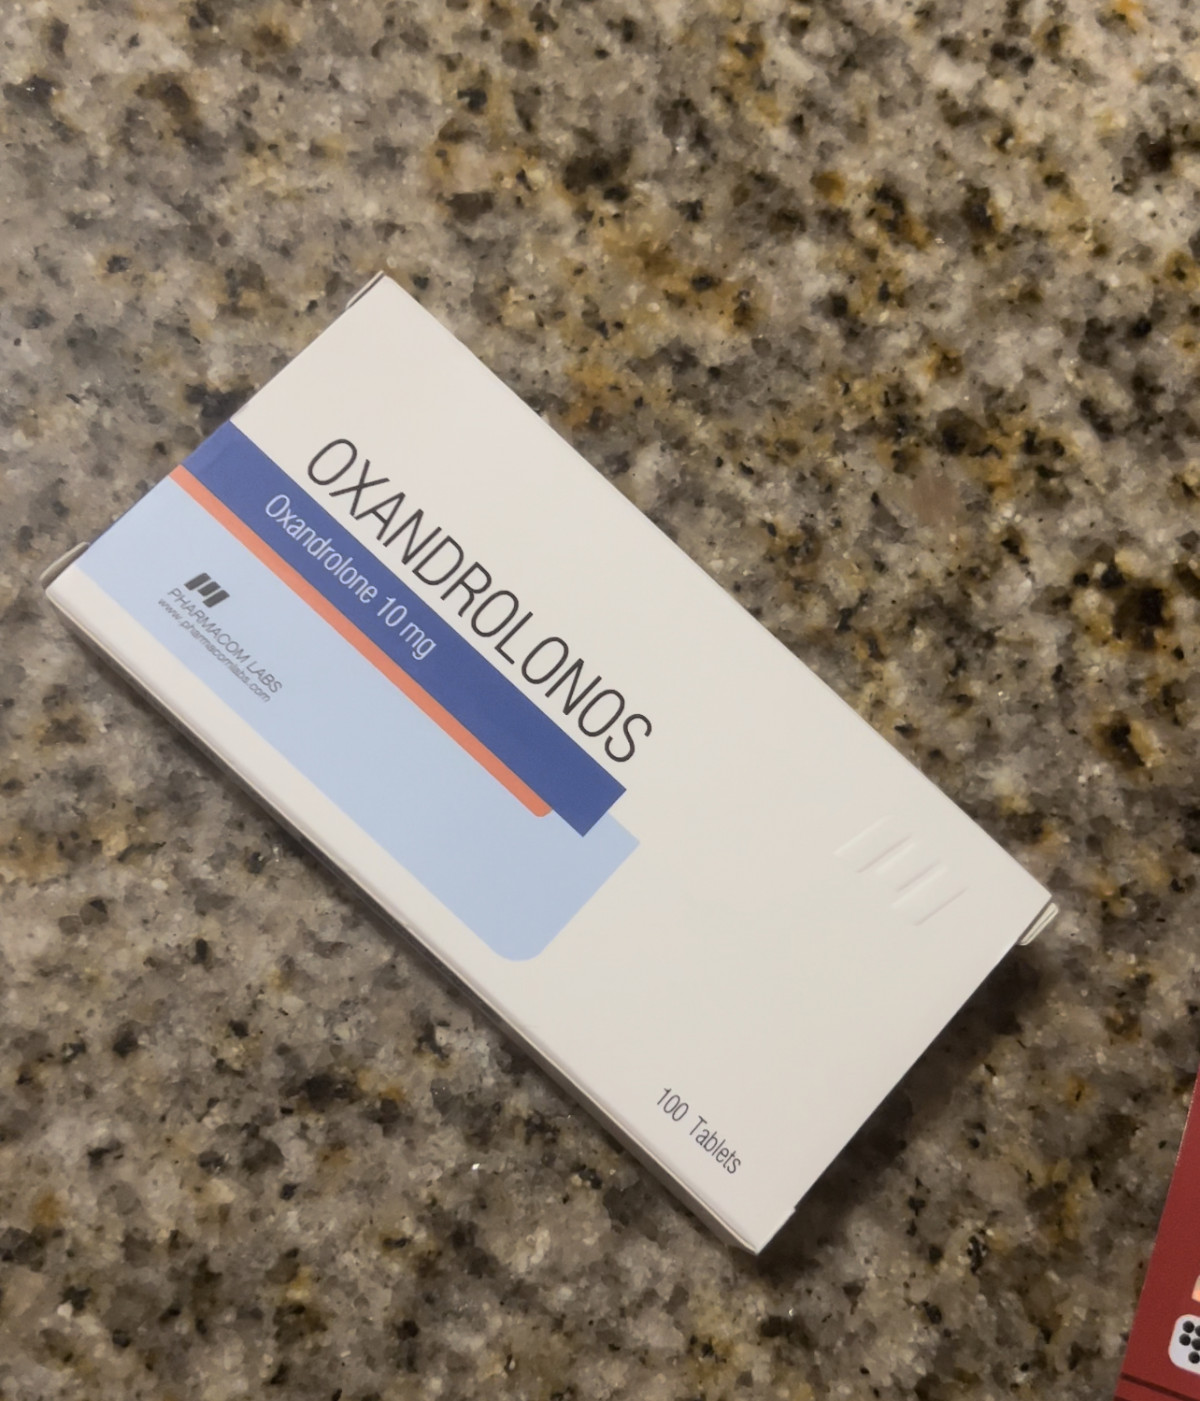 OXANDROLONOS
Oxandrolone 10 mg
PHARMACOM LABS
www.pharmacomlabs.com
100 Tablets